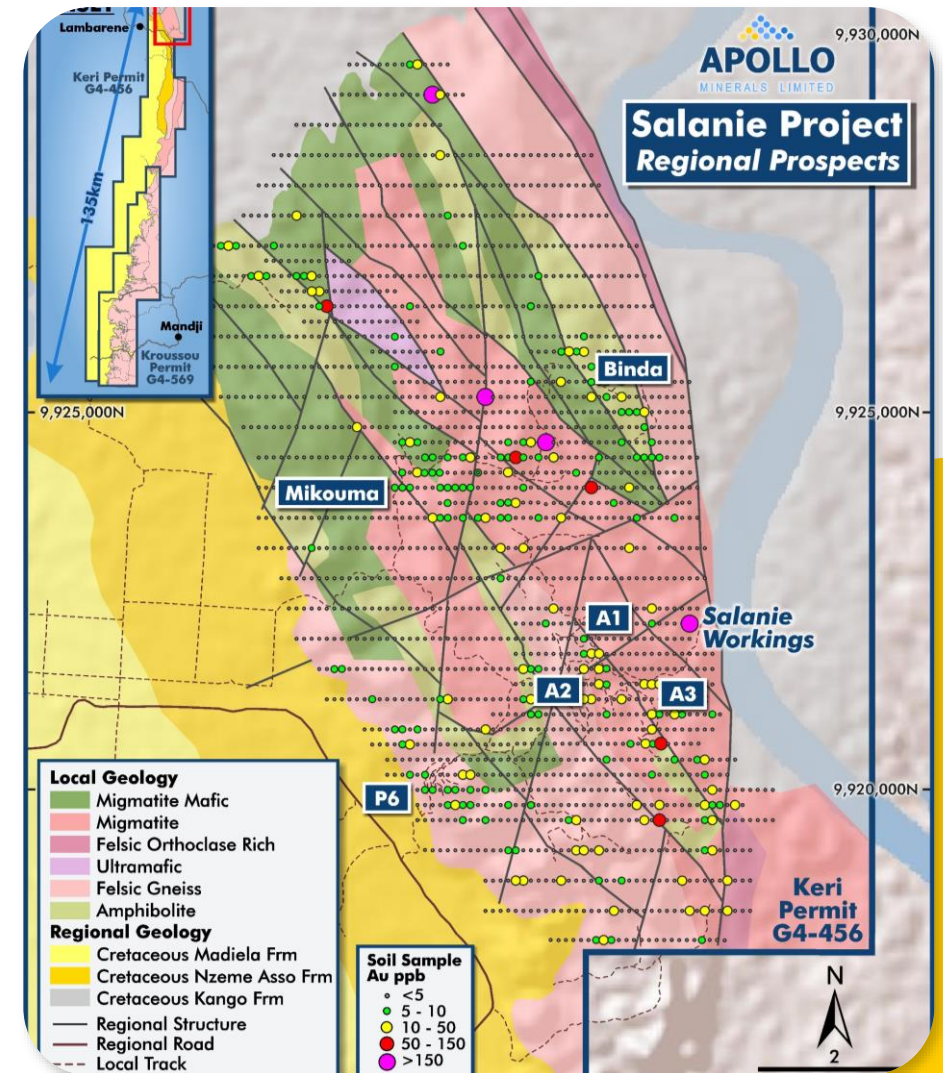 Lambarene
Keri Permit
G4-456
135km
Mandji
Kroussou
Permit
G4-569
APOLLO
MINERALS LIMITED
Salanie Project
Regional Prospects
9,930,000N
Binda
9,925,000N
9,925,000N
Mikouma
A1
Salanie
Workings
A2
A3
P6
9,920,000N
Keri
Permit
G4-456
Local Geology
Migmatite Mafic
Migmatite
Felsic Orthoclase Rich
Ultramafic
Felsic Gneiss
Amphibolite
Regional Geology
Cretaceous Madiela Frm
Cretaceous Nzeme Asso Frm
Cretaceous Kango Frm
Regional Structure
Regional Road
Local Track
Soil Sample
Au ppb
<5
5 - 10
10 - 50
50 - 150
>150
N
2